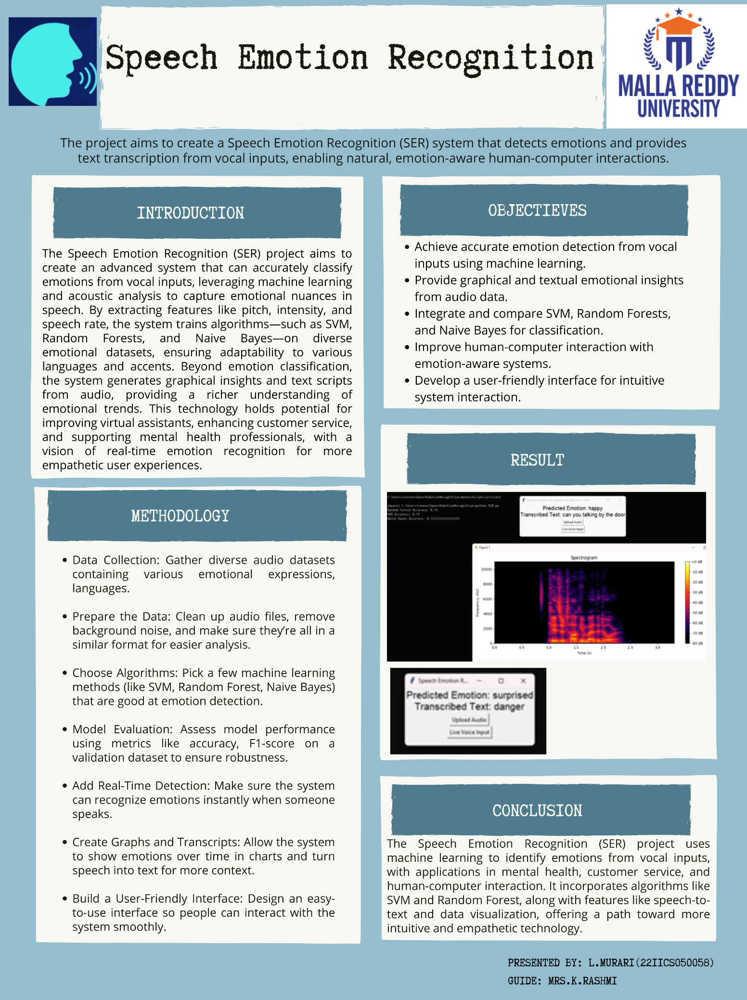 Speech Emotion Recognition
MALLA REDDY
UNIVERSITY
The project aims to create a Speech Emotion Recognition (SER) system that detects emotions and provides
text transcription from vocal inputs, enabling natural, emotion-aware human-computer interactions.
INTRODUCTION
The Speech Emotion Recognition (SER) project aims to
create an advanced system that can accurately classify
emotions from vocal inputs, leveraging machine learning
and acoustic analysis to capture emotional nuances in
speech. By extracting features like pitch, intensity, and
speech rate, the system trains algorithms—such as SVM,
Random Forests, and Naive Bayes—on diverse
emotional datasets, ensuring adaptability to various
languages and accents. Beyond emotion classification,
the system generates graphical insights and text scripts
from audio, providing a richer understanding of
emotional trends. This technology holds potential for
improving virtual assistants, enhancing customer service,
and supporting mental health professionals, with a
vision of real-time emotion recognition for more
empathetic user experiences.
METHODOLOGY
• Data Collection: Gather diverse audio datasets
containing various emotional expressions,
languages.
• Prepare the Data: Clean up audio files, remove
background noise, and make sure they're all in a
similar format for easier analysis.
• Choose Algorithms: Pick a few machine learning
methods (like SVM, Random Forest, Naive Bayes)
that are good at emotion detection.
• Model Evaluation: Assess model performance
using metrics like accuracy, F1-score on a
validation dataset to ensure robustness.
• Add Real-Time Detection: Make sure the system
can recognize emotions instantly when someone
speaks.
• Create Graphs and Transcripts: Allow the system
to show emotions over time in charts and turn
speech into text for more context.
• Build a User-Friendly Interface: Design an easy-
to-use interface so people can interact with the
system smoothly.
OBJECTIEVES
• Achieve accurate emotion detection from vocal
inputs using machine learning.
• Provide graphical and textual emotional insights
from audio data.
• Integrate and compare SVM, Random Forests,
and Naive Bayes for classification.
• Improve human-computer interaction with
emotion-aware systems.
• Develop a user-friendly interface for intuitive
system interaction.
RESULT
C:\Users\Lenovo\SpeechEmotionRecognition>myenv\Scripts\activate
(myenv) C:\Users\Lenovo\SpeechEmotionRecognition>python SER.py
Random Forest Accuracy: 0.75
SVM Accuracy: 0.75
Naive Bayes Accuracy: 0.3333333333333333
Speech Emotion Recognition & Speech-to-Text
Predicted Emotion: happy
Transcribed Text: can you talking by the door
Upload Audio
Live Voice Input
Figure 1
Spectrogram
Frequency (Hz)
10000
8000
6000
4000
2000
0
0.0 0.5 1.0 1.5 2.0 2.5 3.0
Time (s)
+0 dB
-10 dB
-20 dB
-30 dB
-40 dB
-50 dB
-60 dB
-70 dB
-80 dB
Speech Emotion R...
Predicted Emotion: surprised
Transcribed Text: danger
Upload Audio
Live Voice Input
CONCLUSION
The Speech Emotion Recognition (SER) project uses
machine learning to identify emotions from vocal inputs,
with applications in mental health, customer service, and
human-computer interaction. It incorporates algorithms like
SVM and Random Forest, along with features like speech-to-
text and data visualization, offering a path toward more
intuitive and empathetic technology.
PRESENTED BY: L.MURARI(22IICS050058)
GUIDE: MRS.K.RASHMI